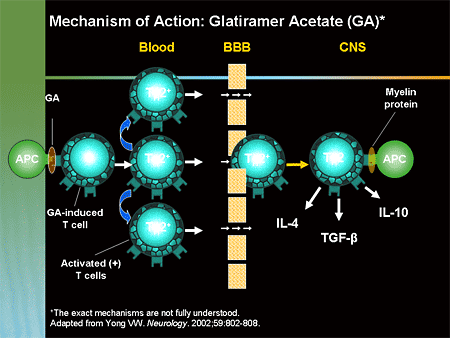 Mechanism of Action: Glatiramer Acetate (GA)*
Blood
BBB
CNS
GA
Th2+
Myelin
protein
APC
Th2+
Th2+
Th2
APC
GA-induced
T cell
Th2+
IL-4
TGF-β
IL-10
Activated (+)
T cells
*The exact mechanisms are not fully understood.
Adapted from Yong VW. Neurology. 2002;59:802-808.